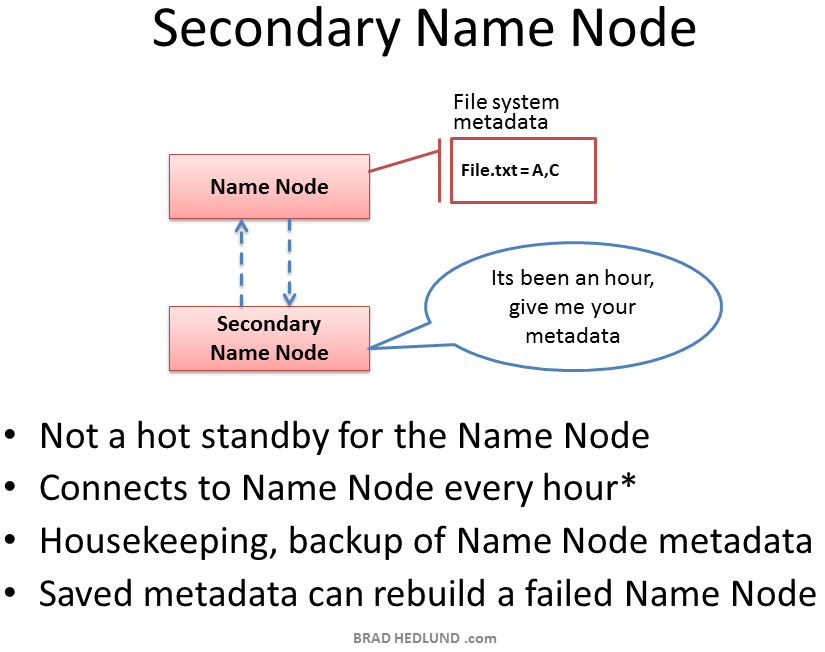 Secondary Name Node
File system
metadata
File.txt = A,C
Name Node
Its been an hour,
give me your
metadata
Secondary
Name Node
• Not a hot standby for the Name Node
• Connects to Name Node every hour*
• Housekeeping, backup of Name Node metadata
• Saved metadata can rebuild a failed Name Node
BRAD HEDLUND .com